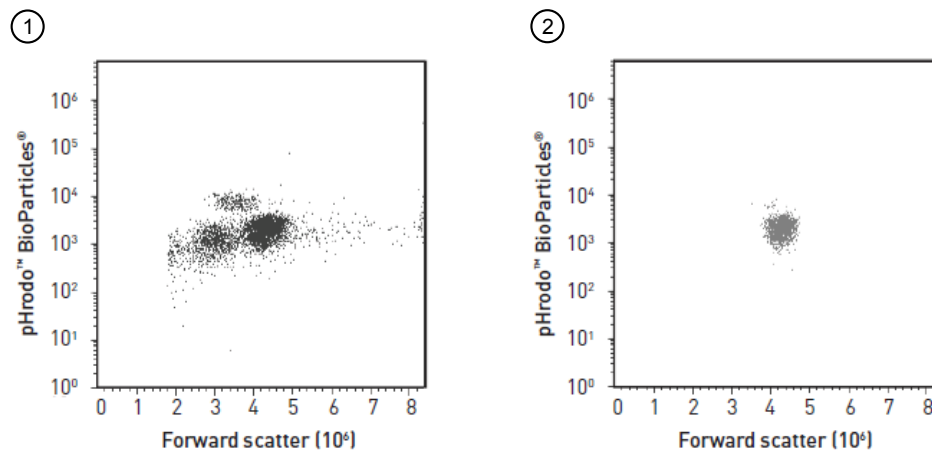 ① ②
pHrodo™ BioParticles®
10⁶
10⁵
10⁴
10³
10²
10¹
10⁰
0 1 2 3 4 5 6 7 8
Forward scatter (10⁶)
pHrodo™ BioParticles®
10⁶
10⁵
10⁴
10³
10²
10¹
10⁰
0 1 2 3 4 5 6 7 8
Forward scatter (10⁶)